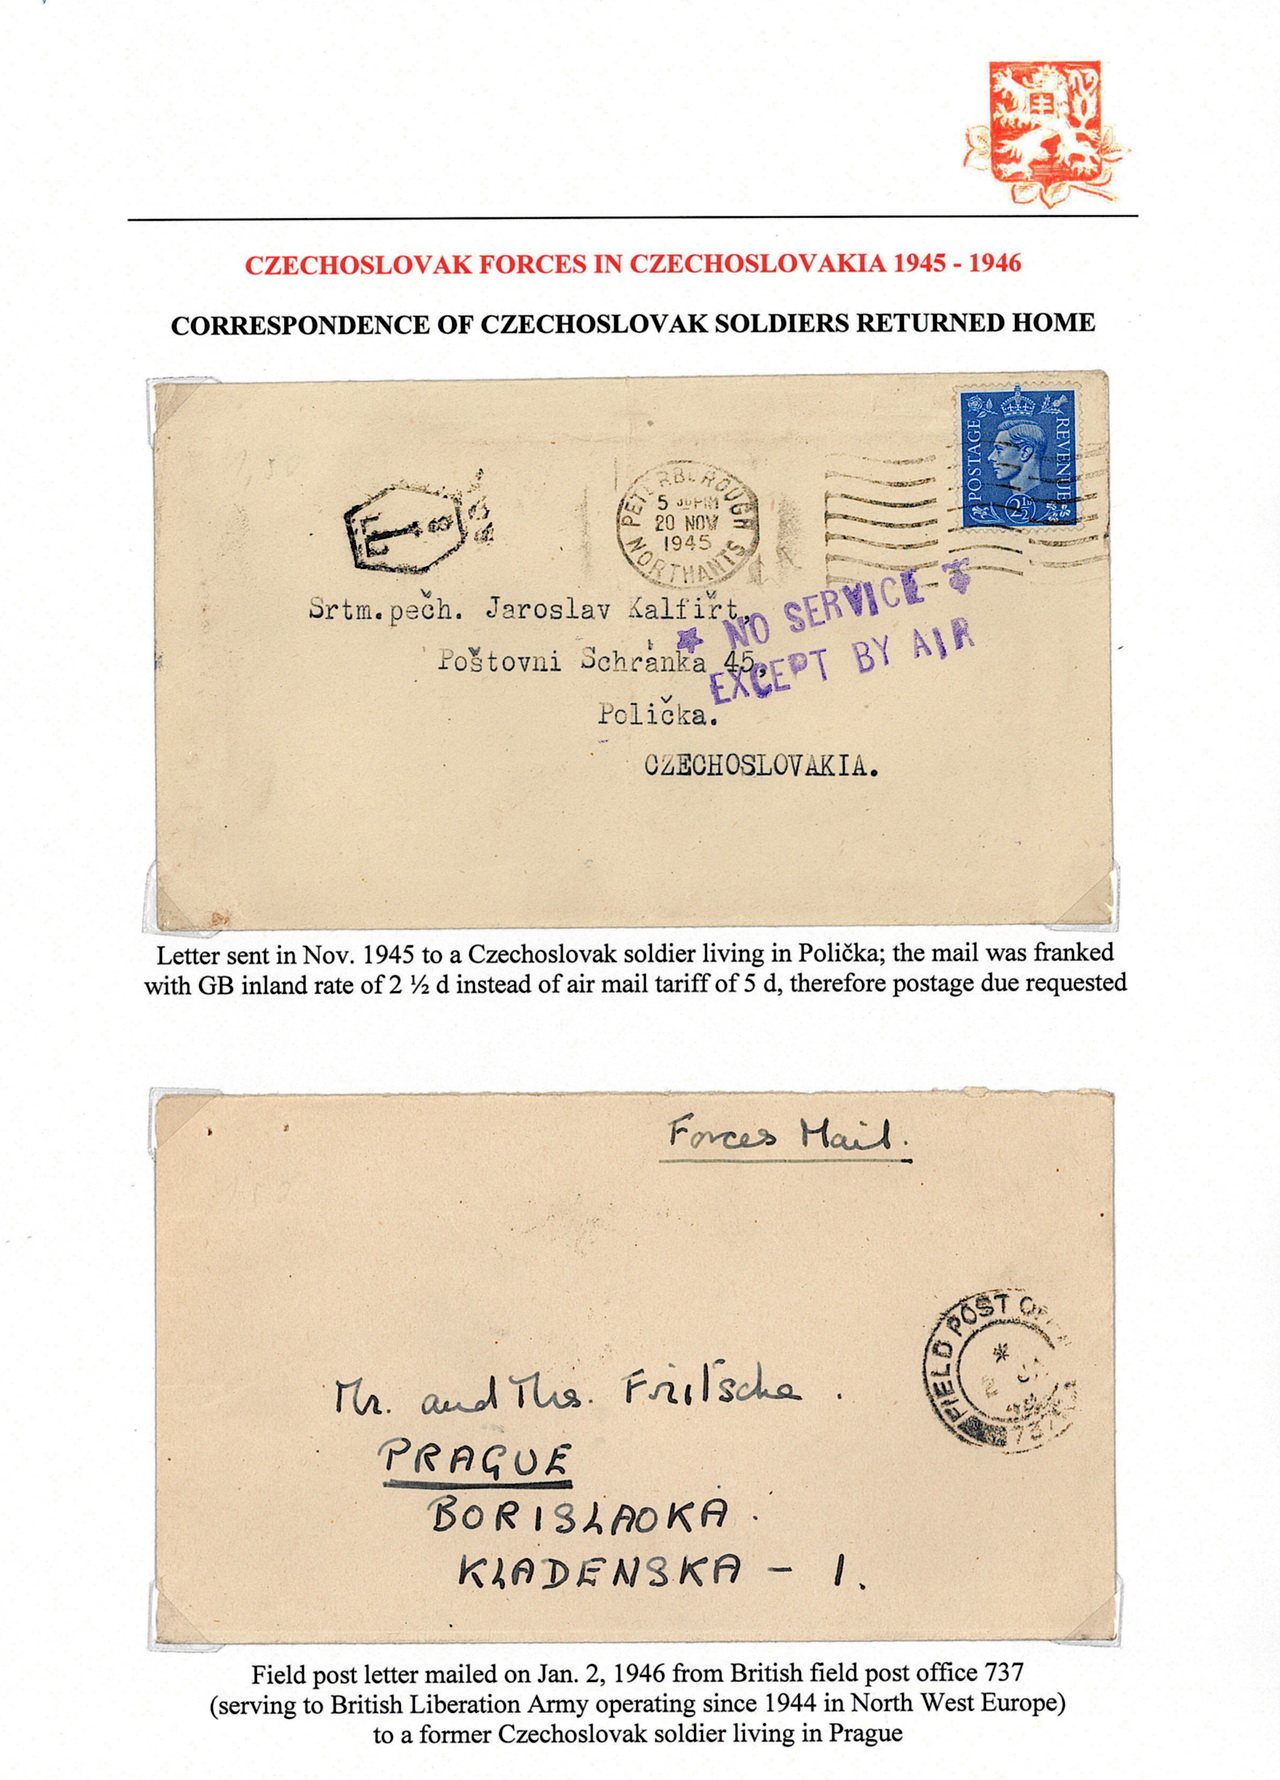 CZECHOSLOVAK FORCES IN CZECHOSLOVAKIA 1945 - 1946
CORRESPONDENCE OF CZECHOSLOVAK SOLDIERS RETURNED HOME
POSTAGE REVENUE
2½D
PETERBOROUGH
5 PM
20 NOV
1945
NORTHANTS
T
NO SERVICE
EXCEPT BY AIR
Srtm.pěch. Jaroslav Kalfiřt,
Poštovni Schránka 45,
Polička.
CZECHOSLOVAKIA.
Letter sent in Nov. 1945 to a Czechoslovak soldier living in Polička; the mail was franked
with GB inland rate of 2 ½ d instead of air mail tariff of 5 d, therefore postage due requested
Forces Mail.
FIELD POST
2
737
Mr. and Mrs. Fritsche.
PRAGUE
BORISLAOKA.
KLADENSKA - 1.
Field post letter mailed on Jan. 2, 1946 from British field post office 737
(serving to British Liberation Army operating since 1944 in North West Europe)
to a former Czechoslovak soldier living in Prague